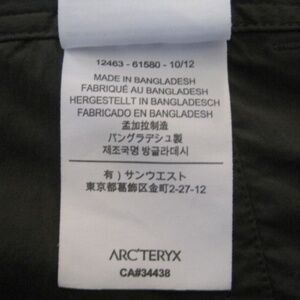 12463 - 61580 - 10/12
MADE IN BANGLADESH
FABRIQUÉ AU BANGLADESH
HERGESTELLT IN BANGLADESCH
FABRICADO EN BANGLADESH
孟加拉制造
バングラデシュ製
제조국명 방글라데시
有）サンウエスト
東京都葛飾区金町2-27-12
ARC'TERYX
CA#34438